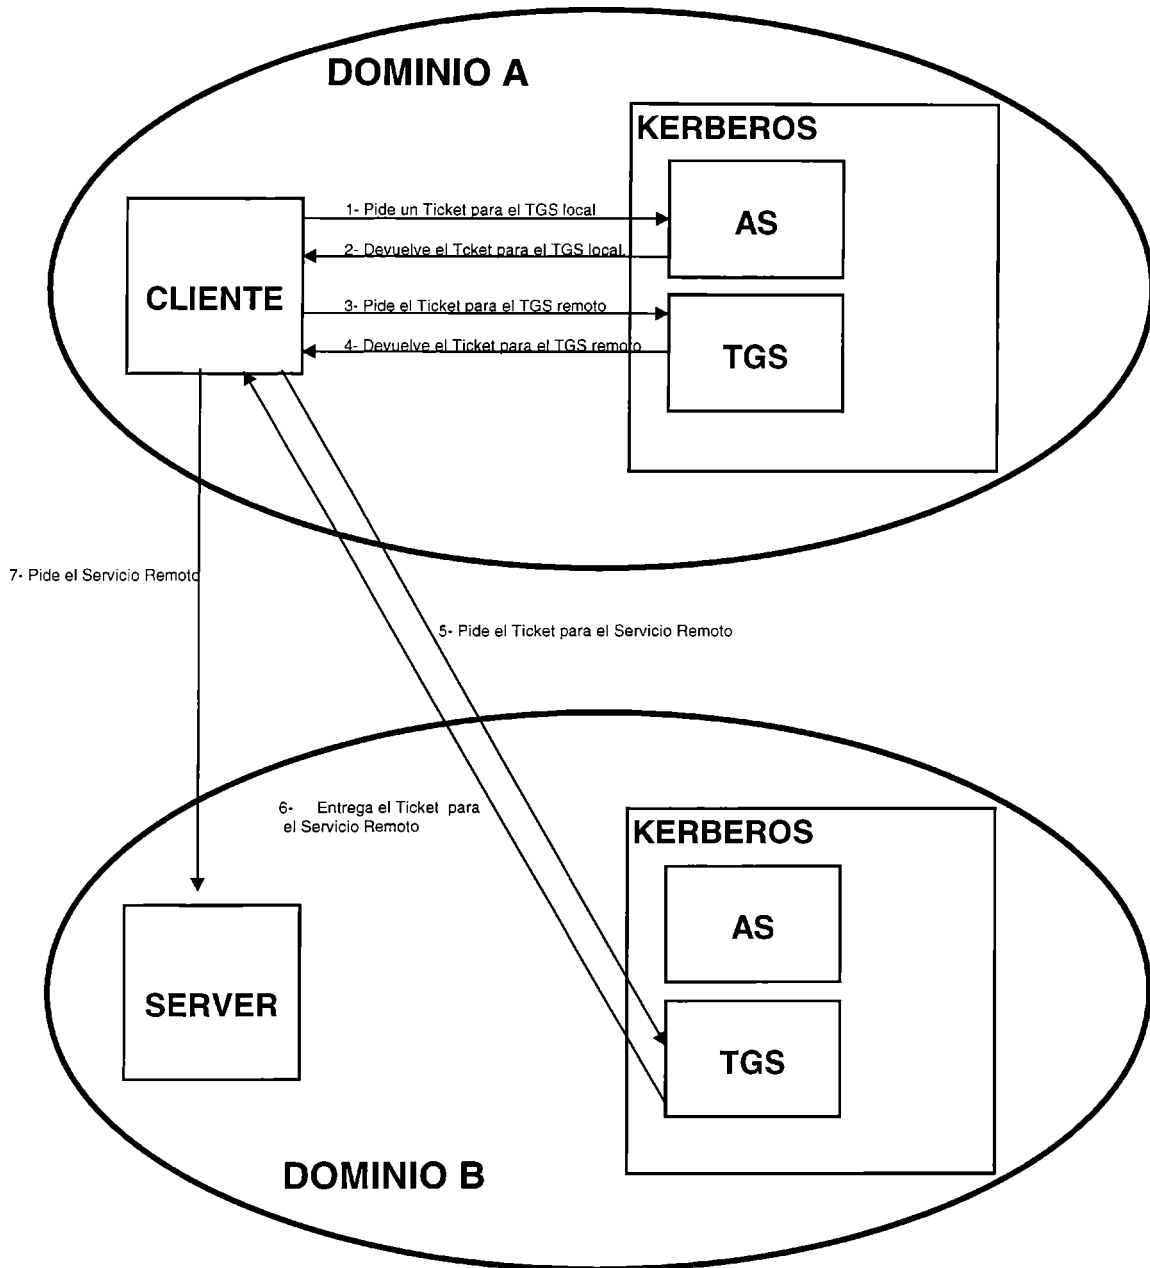 DOMINIO A
KERBEROS
1- Pide un Ticket para el TGS local
AS
2- Devuelve el Tcket para el TGS local.
CLIENTE
3- Pide el Ticket para el TGS remoto
4- Devuelve el Ticket para el TGS remoto
TGS
7- Pide el Servicio Remoto
5- Pide el Ticket para el Servicio Remoto
6- Entrega el Ticket para
el Servicio Remoto
KERBEROS
AS
SERVER
TGS
DOMINIO B